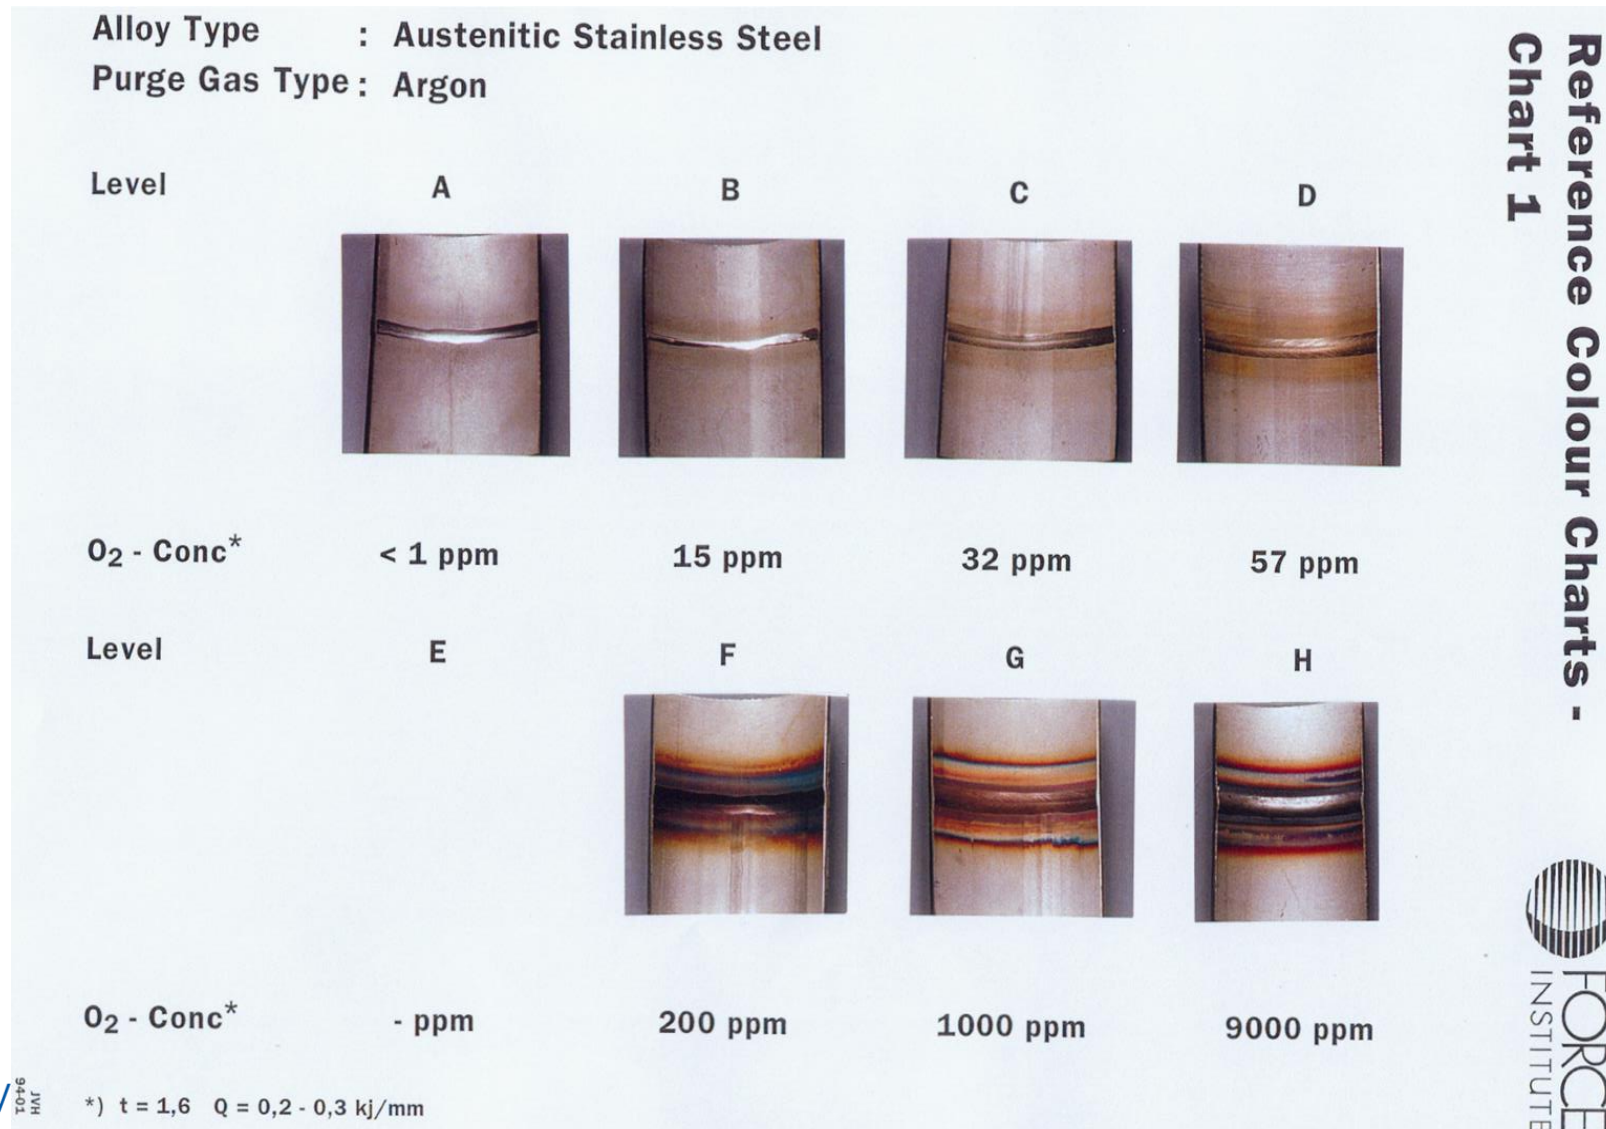 Alloy Type : Austenitic Stainless Steel
Purge Gas Type : Argon
Level A B C D
O2 - Conc* < 1 ppm 15 ppm 32 ppm 57 ppm
Level E F G H
O2 - Conc* - ppm 200 ppm 1000 ppm 9000 ppm
*) t = 1,6 Q = 0,2 - 0,3 kj/mm
JVH
94-01
/
Reference Colour Charts -
Chart 1
FORCE
INSTITUTE